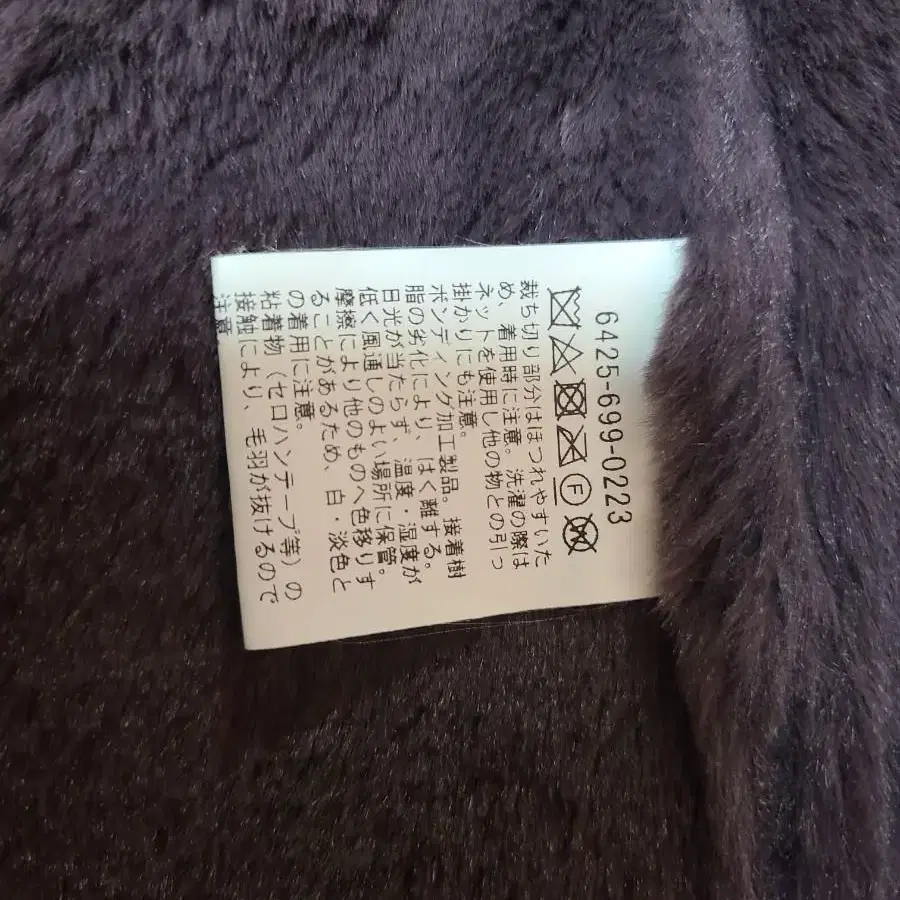 6425-699-0223
F
裁ち切り部分はほつれやすいた
め、着用時に注意。洗濯の際は
ネットを使用し他の物との引っ
掛かりにも注意。
ボンディング加工製品。接着樹
脂の劣化により、はく離する。
日光が当たらず、温度・湿度が
低く風通しのよい場所に保管。
摩擦により他のものへ色移りす
ることがあるため、白・淡色と
の着用に注意。
粘着物（セロハンテープ等）の
接触により、毛羽が抜けるので
注意